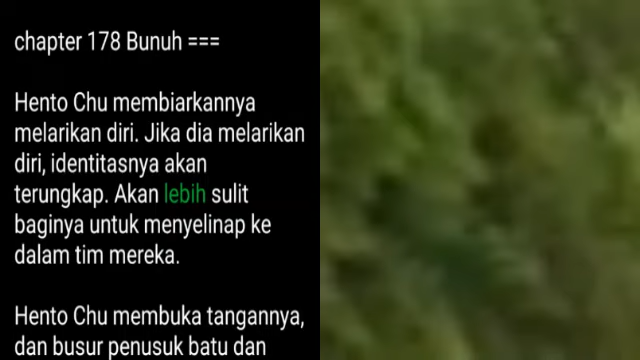 chapter 178 Bunuh ===
Hento Chu membiarkannya
melarikan diri. Jika dia melarikan
diri, identitasnya akan
terungkap. Akan lebih sulit
baginya untuk menyelinap ke
dalam tim mereka.
Hento Chu membuka tangannya,
dan busur penusuk batu dan